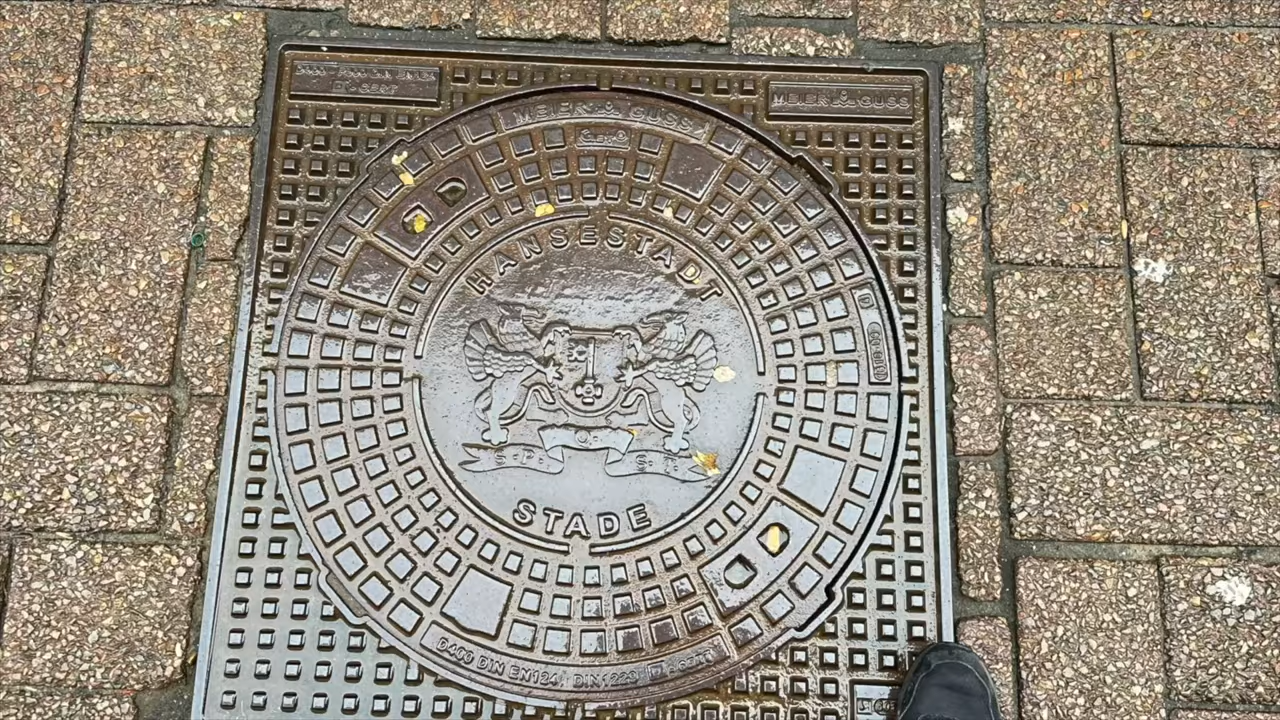 MEIER GUSS
MEIER GUSS
HANSESTADT
S. P.
Q.
S. T.
STADE
D400 DIN EN124 DIN1229